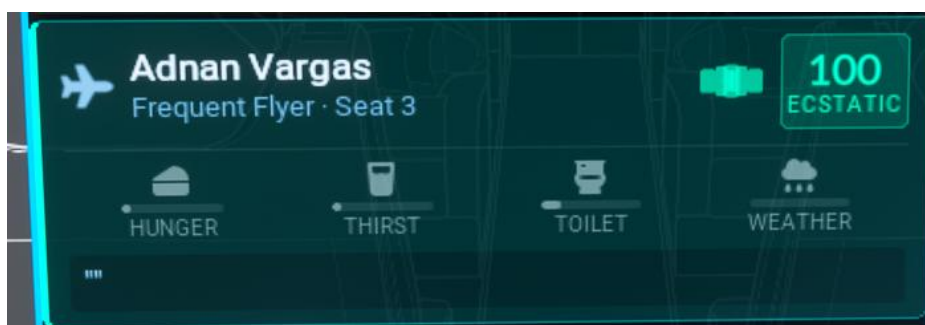 Adnan Vargas
Frequent Flyer · Seat 3
100
ECSTATIC
HUNGER
THIRST
TOILET
WEATHER
""